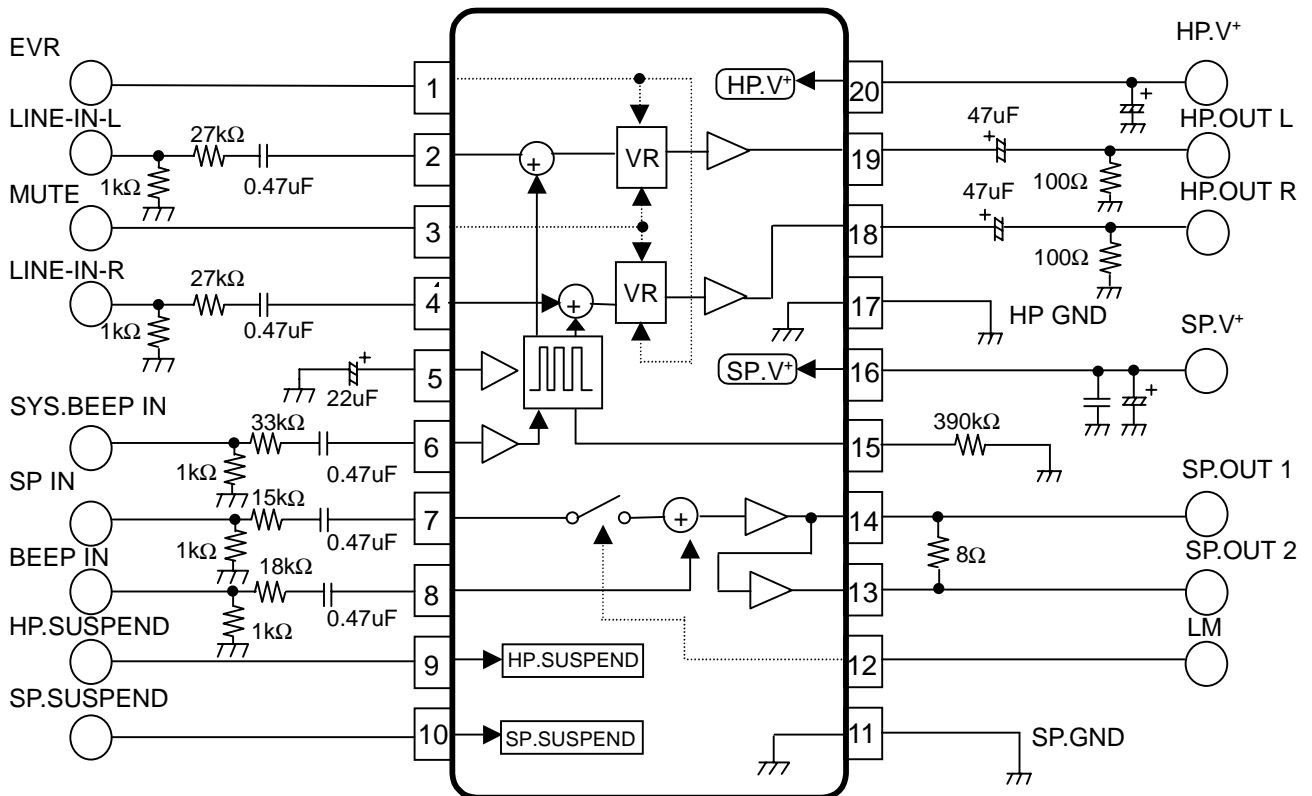 EVR
LINE-IN-L
27kΩ
1kΩ
0.47uF
MUTE
LINE-IN-R
27kΩ
1kΩ
0.47uF
+
22uF
SYS.BEEP IN
33kΩ
1kΩ
0.47uF
SP IN
15kΩ
1kΩ
0.47uF
BEEP IN
18kΩ
1kΩ
0.47uF
HP.SUSPEND
SP.SUSPEND
1
2
3
4
5
6
7
8
9
10
HP.V+
VR
+
VR
+
SP.V+
+
HP.SUSPEND
SP.SUSPEND
20
19
18
17
16
15
14
13
12
11
HP.V+
+
47uF
+
HP.OUT L
100Ω
47uF
+
HP.OUT R
100Ω
HP GND
SP.V+
+
390kΩ
SP.OUT 1
8Ω
SP.OUT 2
LM
SP.GND